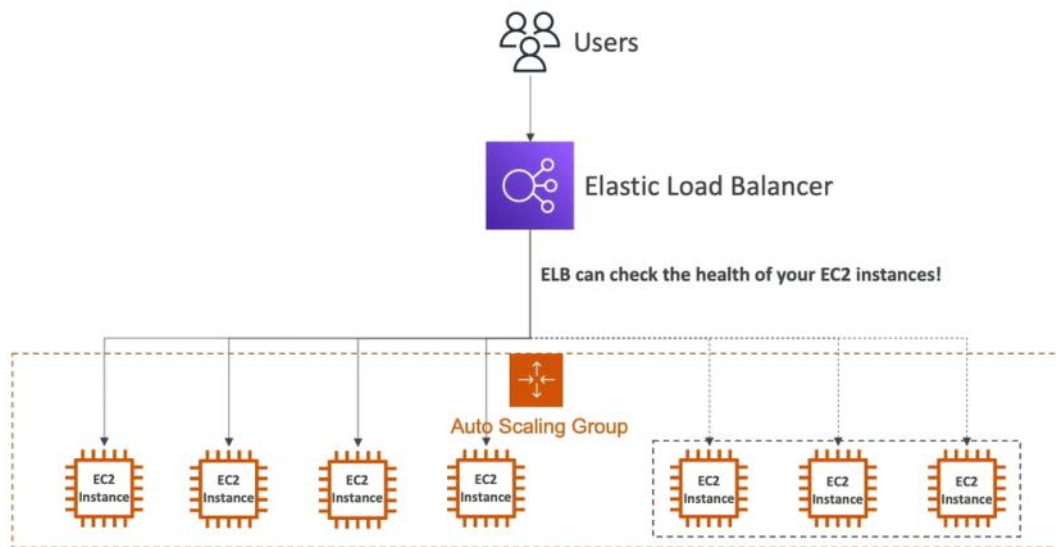 Users
Elastic Load Balancer
ELB can check the health of your EC2 instances!
Auto Scaling Group
EC2
Instance
EC2
Instance
EC2
Instance
EC2
Instance
EC2
Instance
EC2
Instance
EC2
Instance